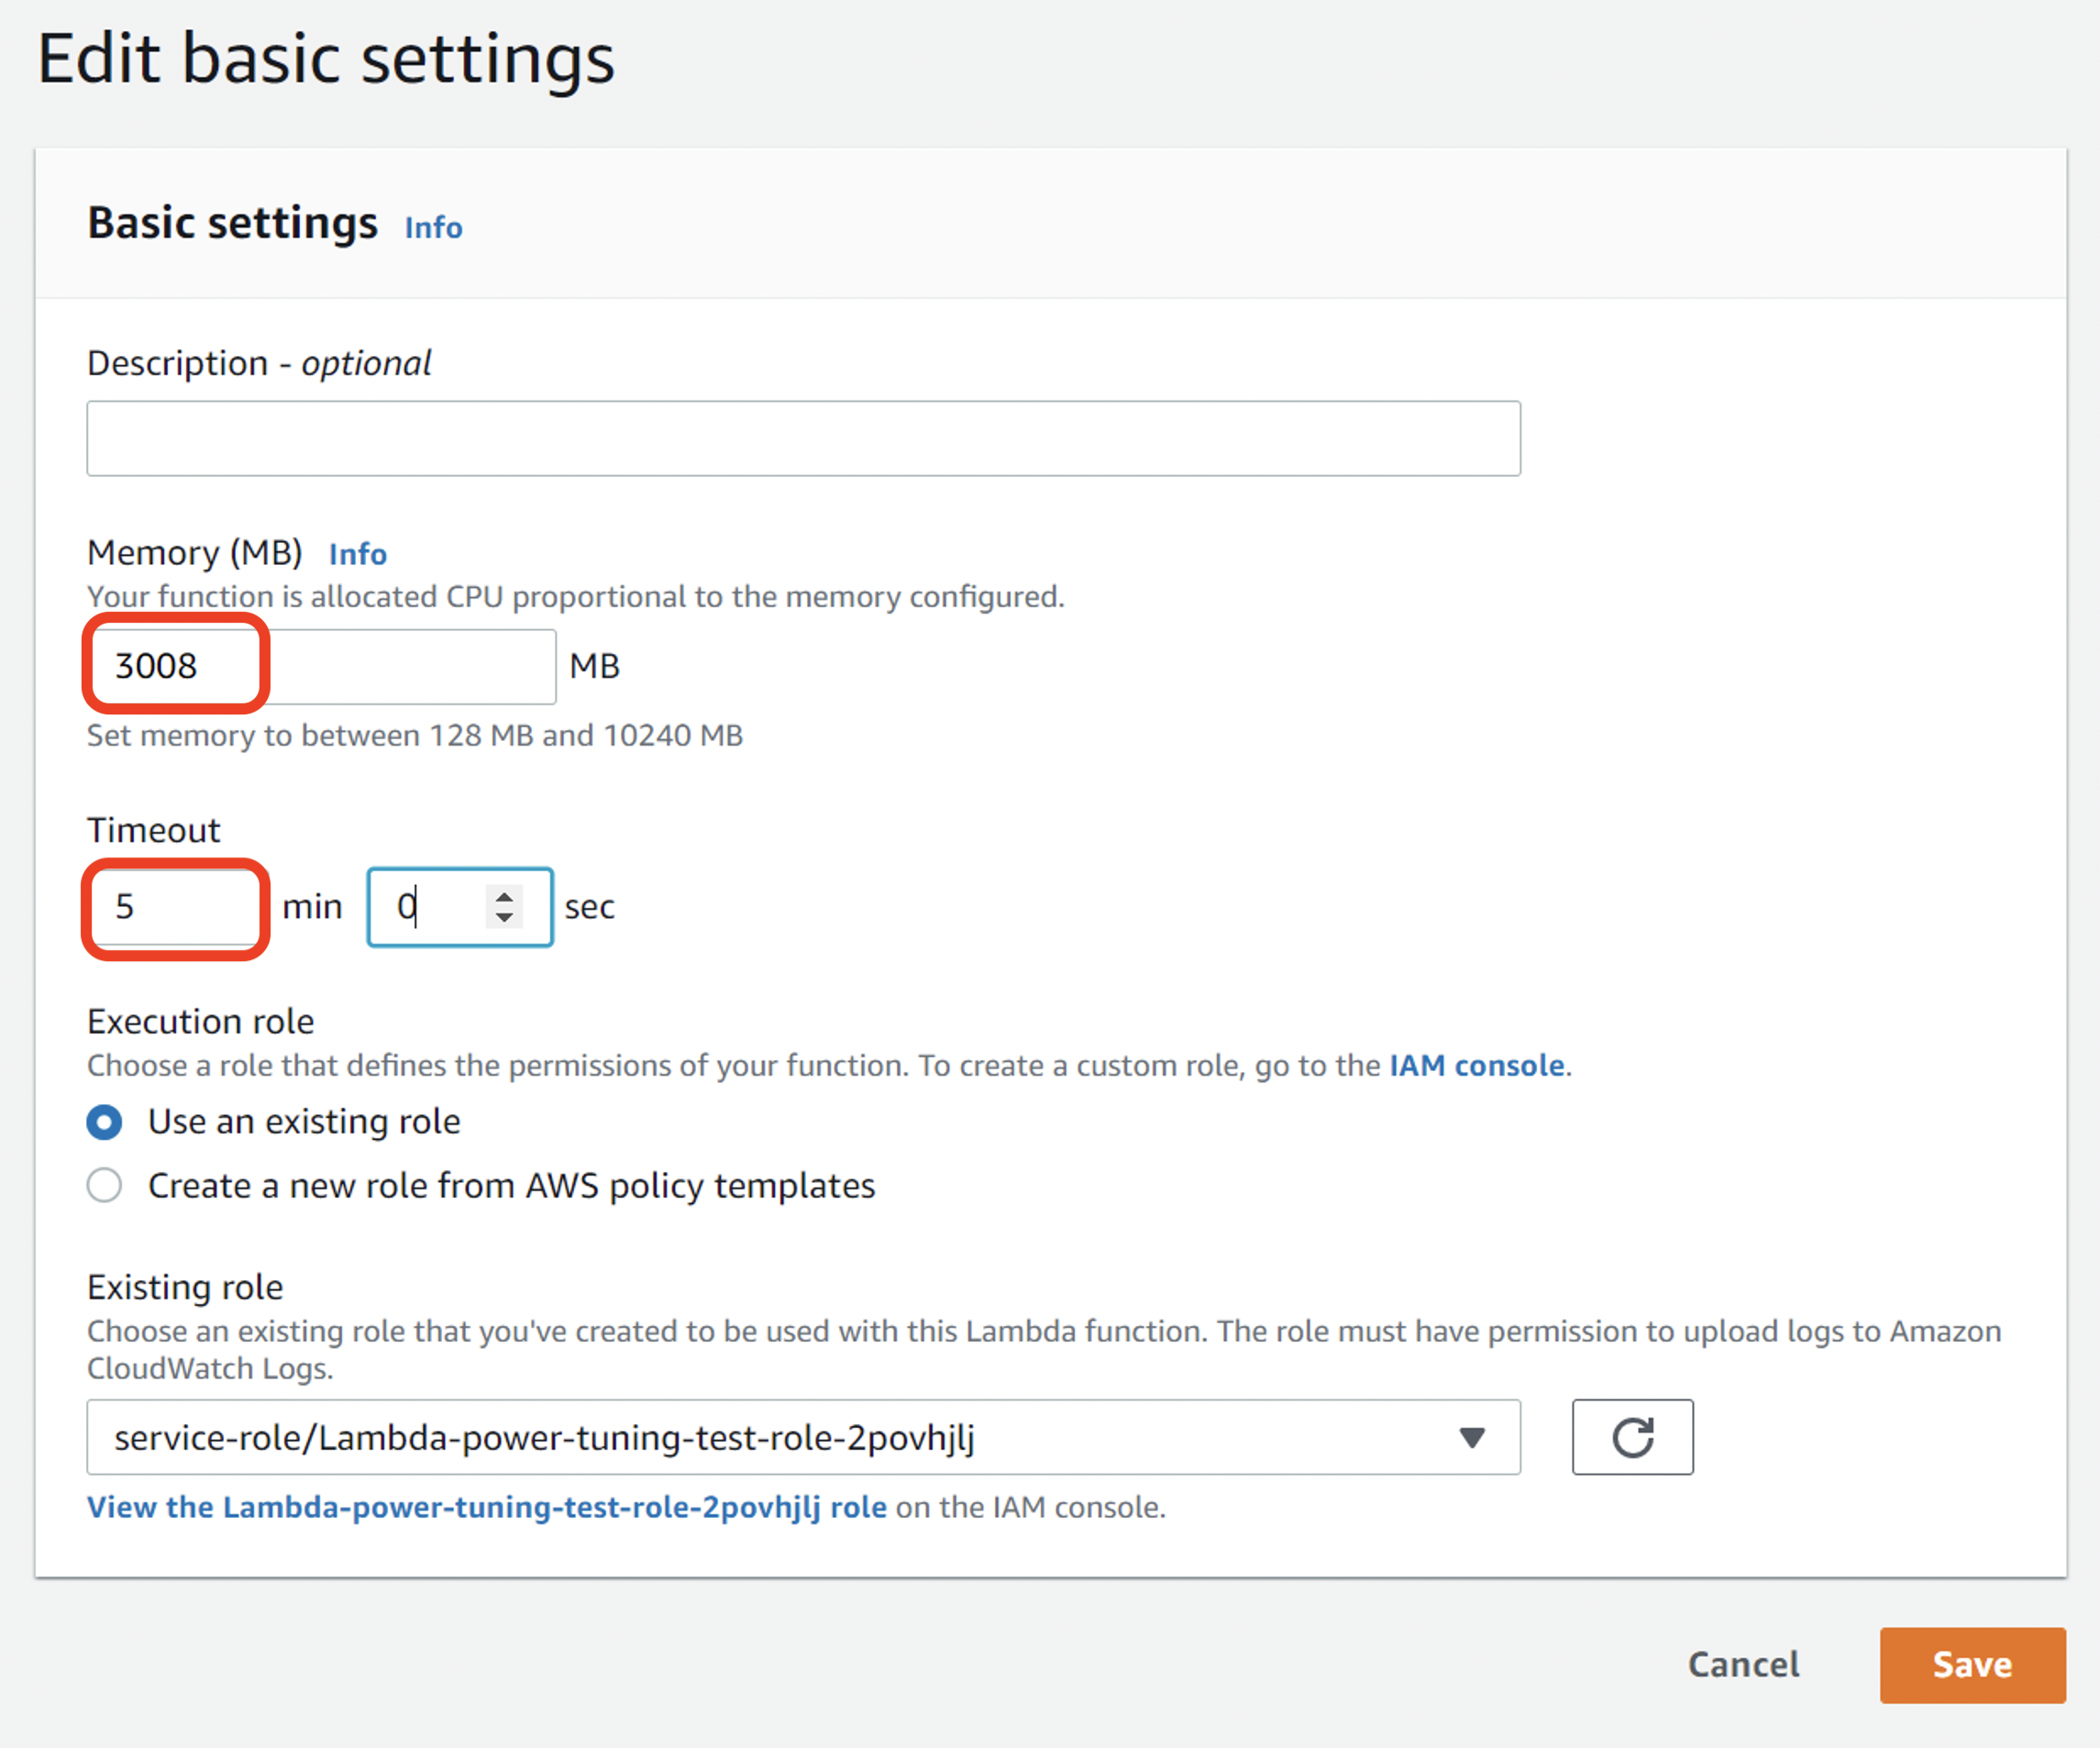 Edit basic settings
Basic settings Info
Description - optional
Memory (MB) Info
Your function is allocated CPU proportional to the memory configured.
3008 MB
Set memory to between 128 MB and 10240 MB
Timeout
5 min 0 sec
Execution role
Choose a role that defines the permissions of your function. To create a custom role, go to the IAM console.
Use an existing role
Create a new role from AWS policy templates
Existing role
Choose an existing role that you've created to be used with this Lambda function. The role must have permission to upload logs to Amazon
CloudWatch Logs.
service-role/Lambda-power-tuning-test-role-2povhjlj
View the Lambda-power-tuning-test-role-2povhjlj role on the IAM console.
Cancel Save